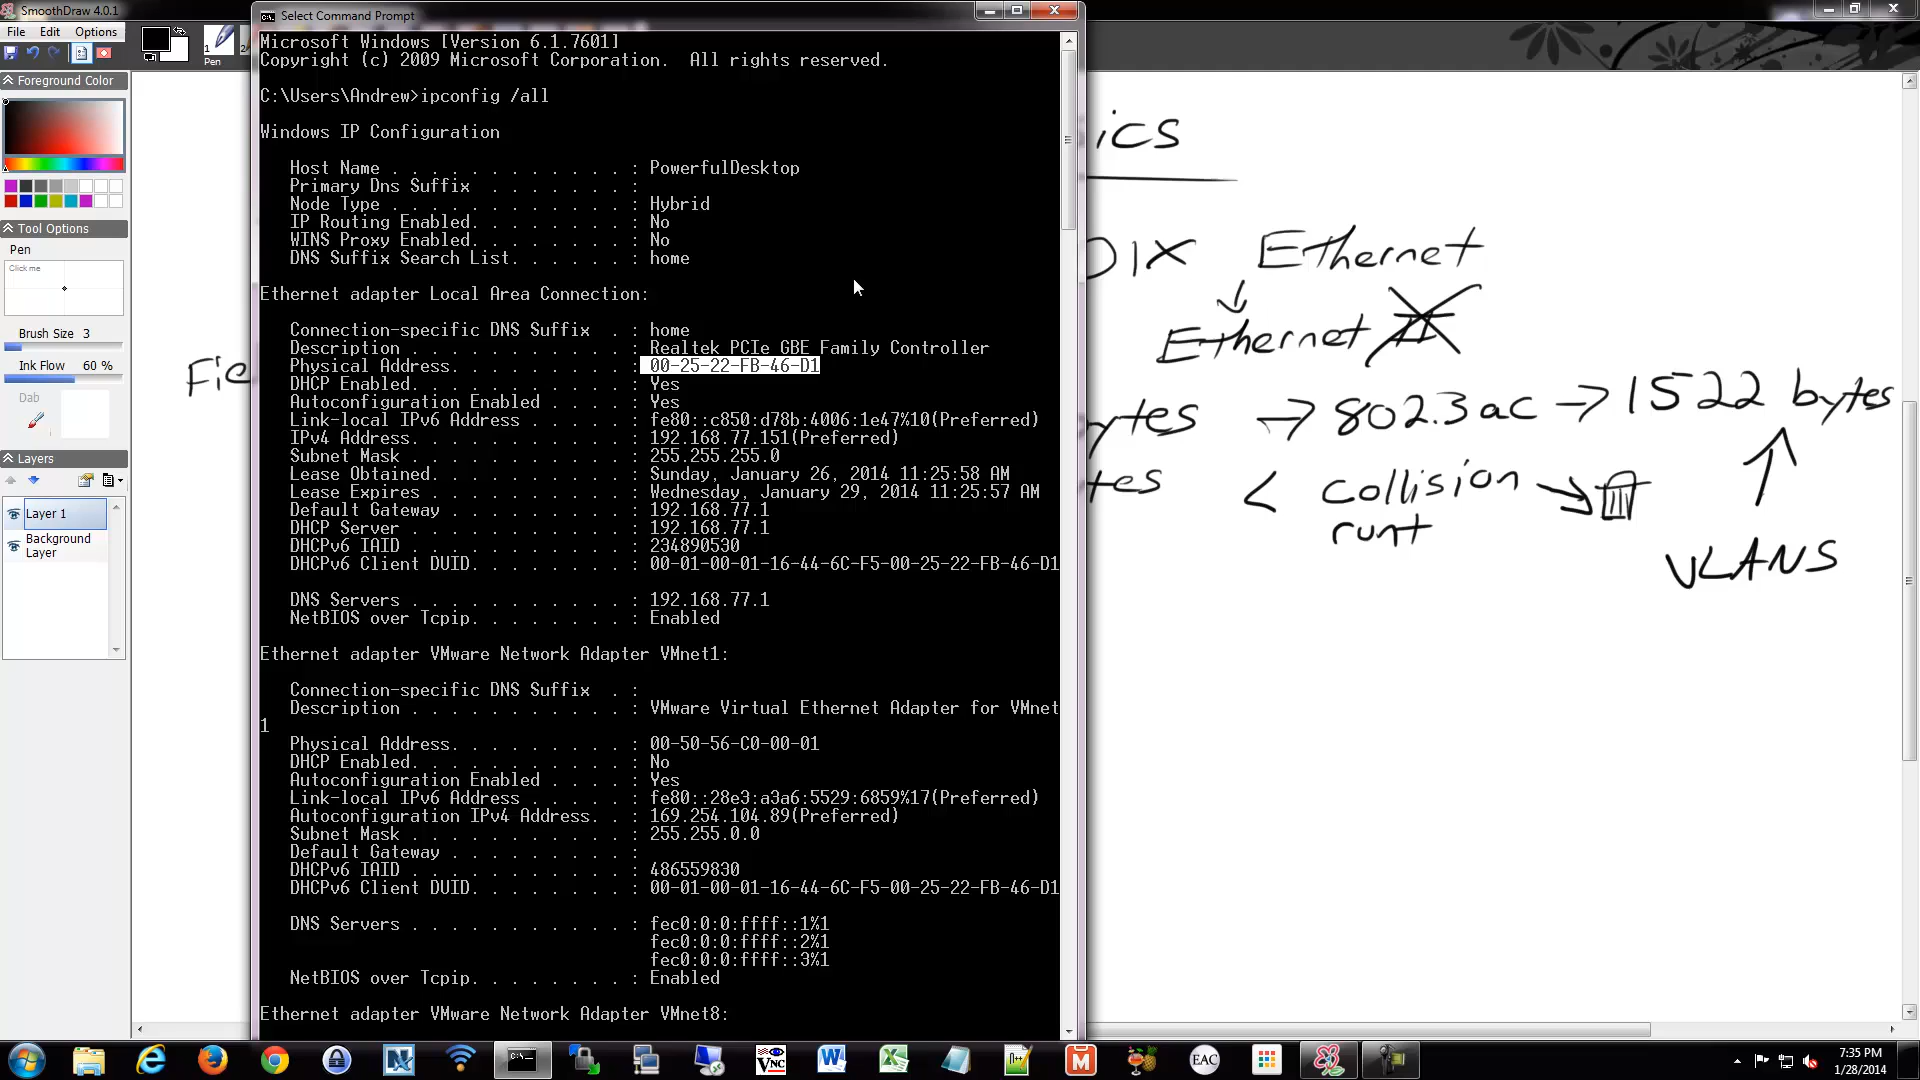 SmoothDraw 4.0.1
File Edit Options
1
Pen
2
Foreground Color
Tool Options
Pen
Click me
Brush Size 3
Ink Flow 60 %
Dab
Layers
Layer 1
Background
Layer
Select Command Prompt
Microsoft Windows [Version 6.1.7601]
Copyright (c) 2009 Microsoft Corporation. All rights reserved.
C:\Users\Andrew>ipconfig /all
Windows IP Configuration
Host Name . . . . . . . . . . . . : PowerfulDesktop
Primary Dns Suffix . . . . . . . :
Node Type . . . . . . . . . . . . : Hybrid
IP Routing Enabled. . . . . . . . : No
WINS Proxy Enabled. . . . . . . . : No
DNS Suffix Search List. . . . . . : home
Ethernet adapter Local Area Connection:
Connection-specific DNS Suffix . : home
Description . . . . . . . . . . . : Realtek PCIe GBE Family Controller
Physical Address. . . . . . . . . : 00-25-22-FB-46-D1
DHCP Enabled. . . . . . . . . . . : Yes
Autoconfiguration Enabled . . . . : Yes
Link-local IPv6 Address . . . . . : fe80::c850:d78b:4006:1e47%10(Preferred)
IPv4 Address. . . . . . . . . . . : 192.168.77.151(Preferred)
Subnet Mask . . . . . . . . . . . : 255.255.255.0
Lease Obtained. . . . . . . . . . : Sunday, January 26, 2014 11:25:58 AM
Lease Expires . . . . . . . . . . : Wednesday, January 29, 2014 11:25:57 AM
Default Gateway . . . . . . . . . : 192.168.77.1
DHCP Server . . . . . . . . . . . : 192.168.77.1
DHCPv6 IAID . . . . . . . . . . . : 234890530
DHCPv6 Client DUID. . . . . . . . : 00-01-00-01-16-44-6C-F5-00-25-22-FB-46-D1
DNS Servers . . . . . . . . . . . : 192.168.77.1
NetBIOS over Tcpip. . . . . . . . : Enabled
Ethernet adapter VMware Network Adapter VMnet1:
Connection-specific DNS Suffix . :
Description . . . . . . . . . . . : VMware Virtual Ethernet Adapter for VMnet
1
Physical Address. . . . . . . . . : 00-50-56-C0-00-01
DHCP Enabled. . . . . . . . . . . : No
Autoconfiguration Enabled . . . . : Yes
Link-local IPv6 Address . . . . . : fe80::28e3:a3a6:5529:6859%17(Preferred)
Autoconfiguration IPv4 Address. . : 169.254.104.89(Preferred)
Subnet Mask . . . . . . . . . . . : 255.255.0.0
Default Gateway . . . . . . . . . :
DHCPv6 IAID . . . . . . . . . . . : 486559830
DHCPv6 Client DUID. . . . . . . . : 00-01-00-01-16-44-6C-F5-00-25-22-FB-46-D1
DNS Servers . . . . . . . . . . . : fec0:0:0:ffff::1%1
fec0:0:0:ffff::2%1
fec0:0:0:ffff::3%1
NetBIOS over Tcpip. . . . . . . . : Enabled
Ethernet adapter VMware Network Adapter VMnet8:
Fie
ics
DIX Ethernet
Ethernet II
ytes → 802.3ac → 1522 bytes
tes < collision →
runt
VLANS
EAC
7:35 PM
1/28/2014